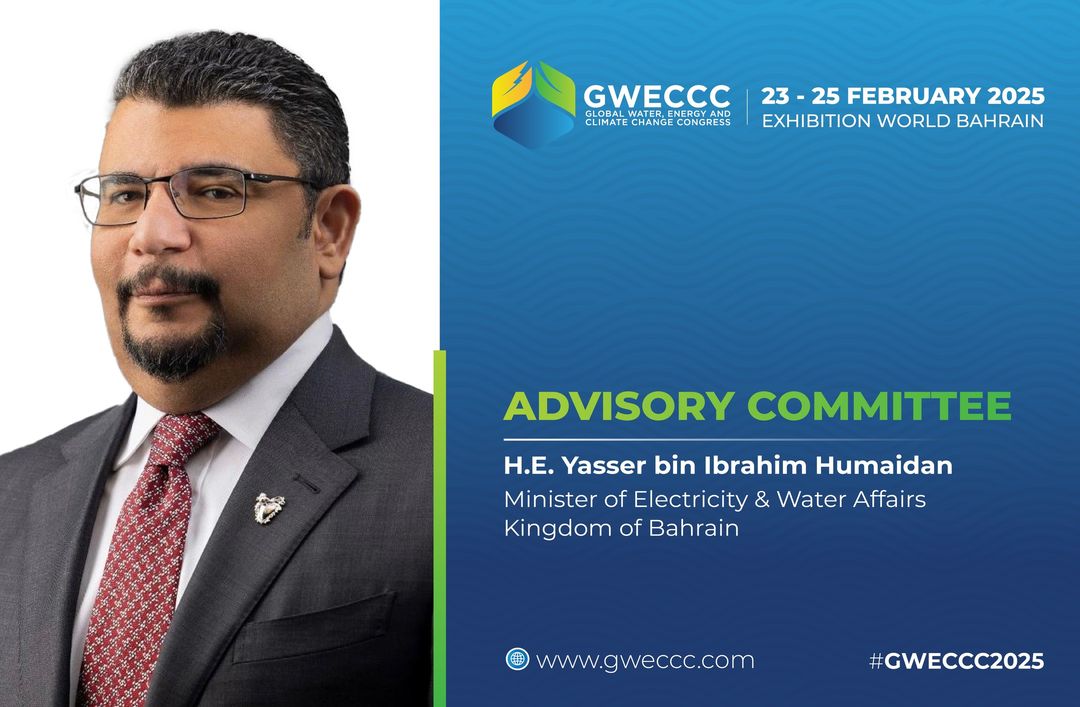 GWECCC
GLOBAL WATER, ENERGY AND
CLIMATE CHANGE CONGRESS
23 - 25 FEBRUARY 2025
EXHIBITION WORLD BAHRAIN
ADVISORY COMMITTEE
H.E. Yasser bin Ibrahim Humaidan
Minister of Electricity & Water Affairs
Kingdom of Bahrain
www.gweccc.com
#GWECCC2025